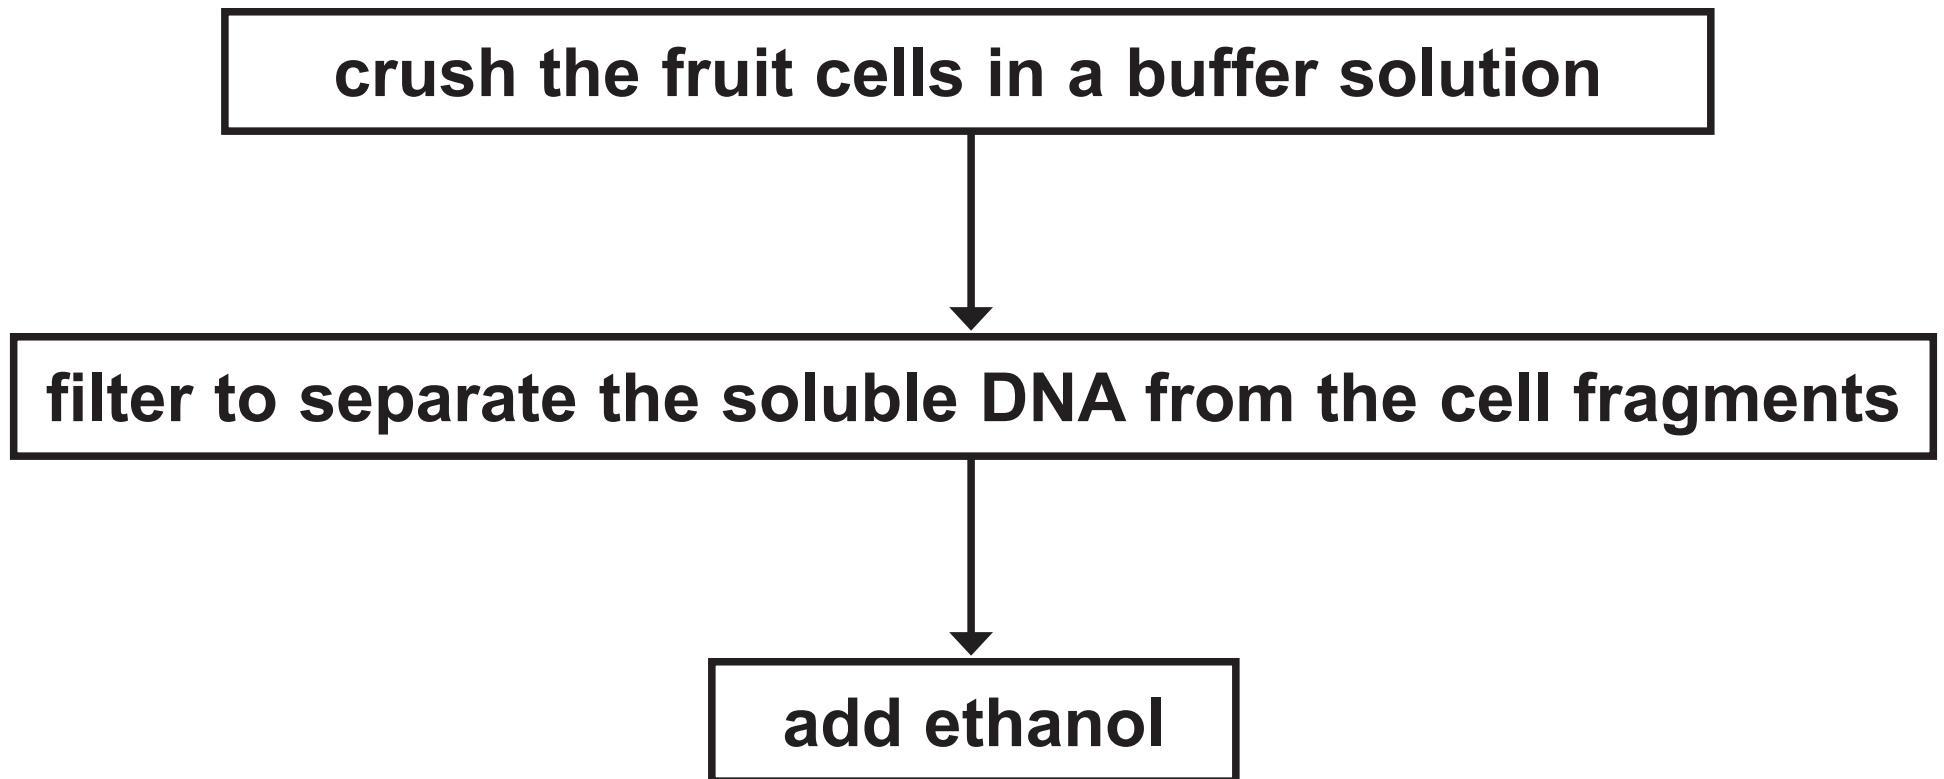 crush the fruit cells in a buffer solution
filter to separate the soluble DNA from the cell fragments
add ethanol